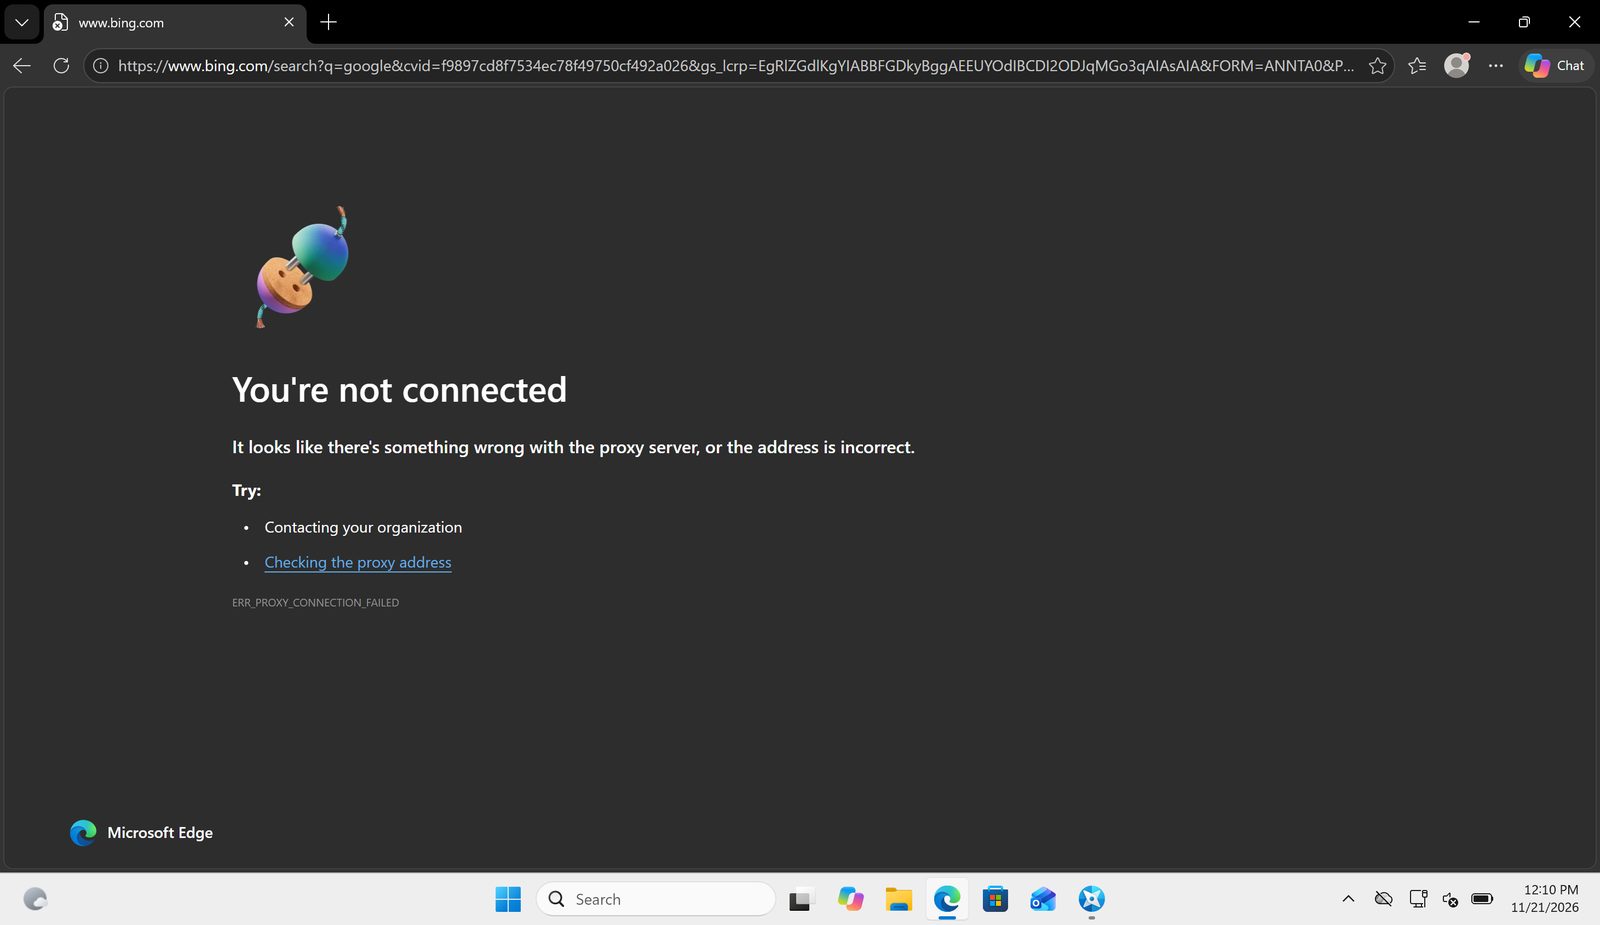 www.bing.com
https://www.bing.com/search?q=google&cvid=f9897cd8f7534ec78f49750cf492a026&gs_lcrp=EgRlZGdlKgYIABBFGDkyBggAEEUYOdIBCDI2ODJqMGo3qAIAsAIA&FORM=ANNTA0&P...
Chat
You're not connected
It looks like there's something wrong with the proxy server, or the address is incorrect.
Try:
• Contacting your organization
• Checking the proxy address
ERR_PROXY_CONNECTION_FAILED
Microsoft Edge
Search
12:10 PM
11/21/2026